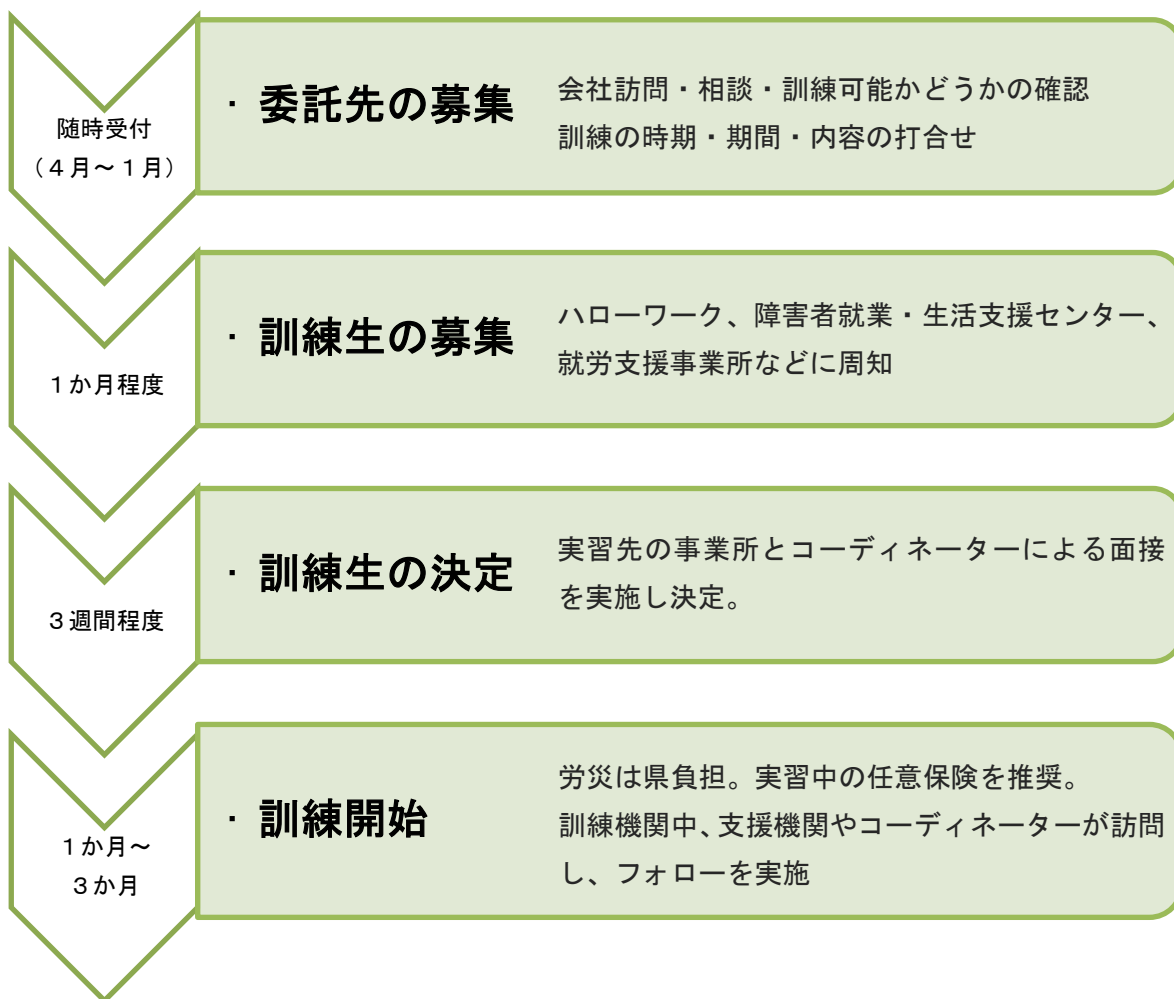 随時受付
（４月～１月）
・委託先の募集
会社訪問・相談・訓練可能かどうかの確認
訓練の時期・期間・内容の打合せ
１か月程度
・訓練生の募集
ハローワーク、障害者就業・生活支援センター、
就労支援事業所などに周知
３週間程度
・訓練生の決定
実習先の事業所とコーディネーターによる面接
を実施し決定。
１か月～
３か月
・訓練開始
労災は県負担。実習中の任意保険を推奨。
訓練機関中、支援機関やコーディネーターが訪問
し、フォローを実施